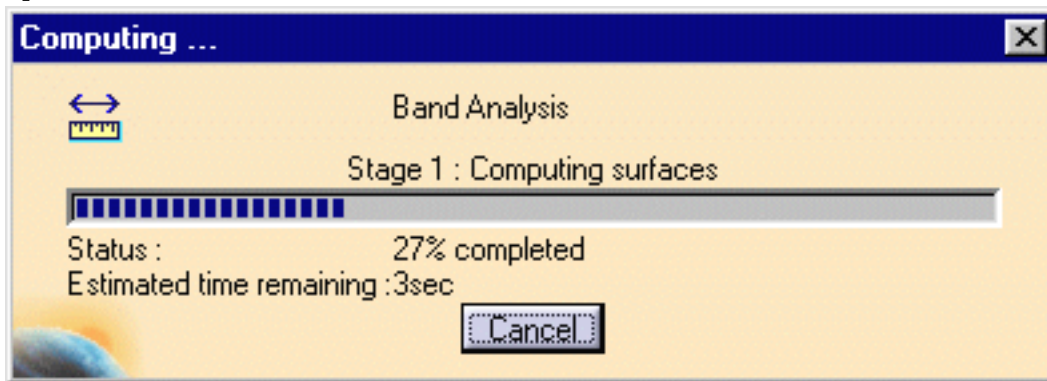 Computing ...
Band Analysis
Stage 1 : Computing surfaces
Status : 27% completed
Estimated time remaining :3sec
Cancel